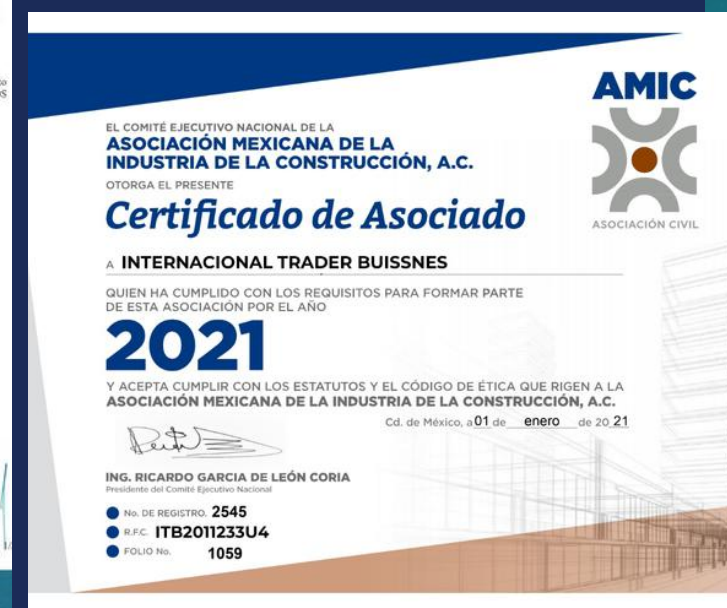 AMIC
ASOCIACIÓN CIVIL
EL COMITÉ EJECUTIVO NACIONAL DE LA
ASOCIACIÓN MEXICANA DE LA
INDUSTRIA DE LA CONSTRUCCIÓN, A.C.
OTORGA EL PRESENTE
Certificado de Asociado
A INTERNACIONAL TRADER BUISSNES
QUIEN HA CUMPLIDO CON LOS REQUISITOS PARA FORMAR PARTE
DE ESTA ASOCIACIÓN POR EL AÑO
2021
Y ACEPTA CUMPLIR CON LOS ESTATUTOS Y EL CÓDIGO DE ÉTICA QUE RIGEN A LA
ASOCIACIÓN MEXICANA DE LA INDUSTRIA DE LA CONSTRUCCIÓN, A.C.
Cd. de México, a 01 de enero de 20 21
ING. RICARDO GARCIA DE LEÓN CORIA
Presidente del Comité Ejecutivo Nacional
No. DE REGISTRO. 2545
R.F.C. ITB2011233U4
FOLIO No. 1059